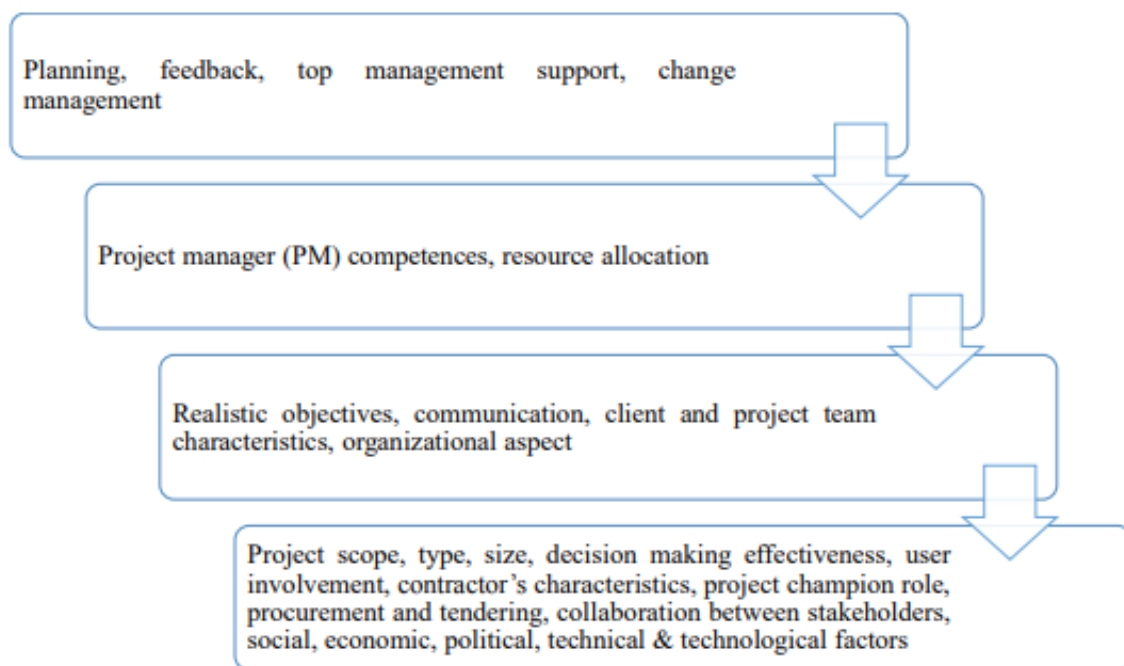 Planning, feedback, top management support, change
management
Project manager (PM) competences, resource allocation
Realistic objectives, communication, client and project team
characteristics, organizational aspect
Project scope, type, size, decision making effectiveness, user
involvement, contractor’s characteristics, project champion role,
procurement and tendering, collaboration between stakeholders,
social, economic, political, technical & technological factors